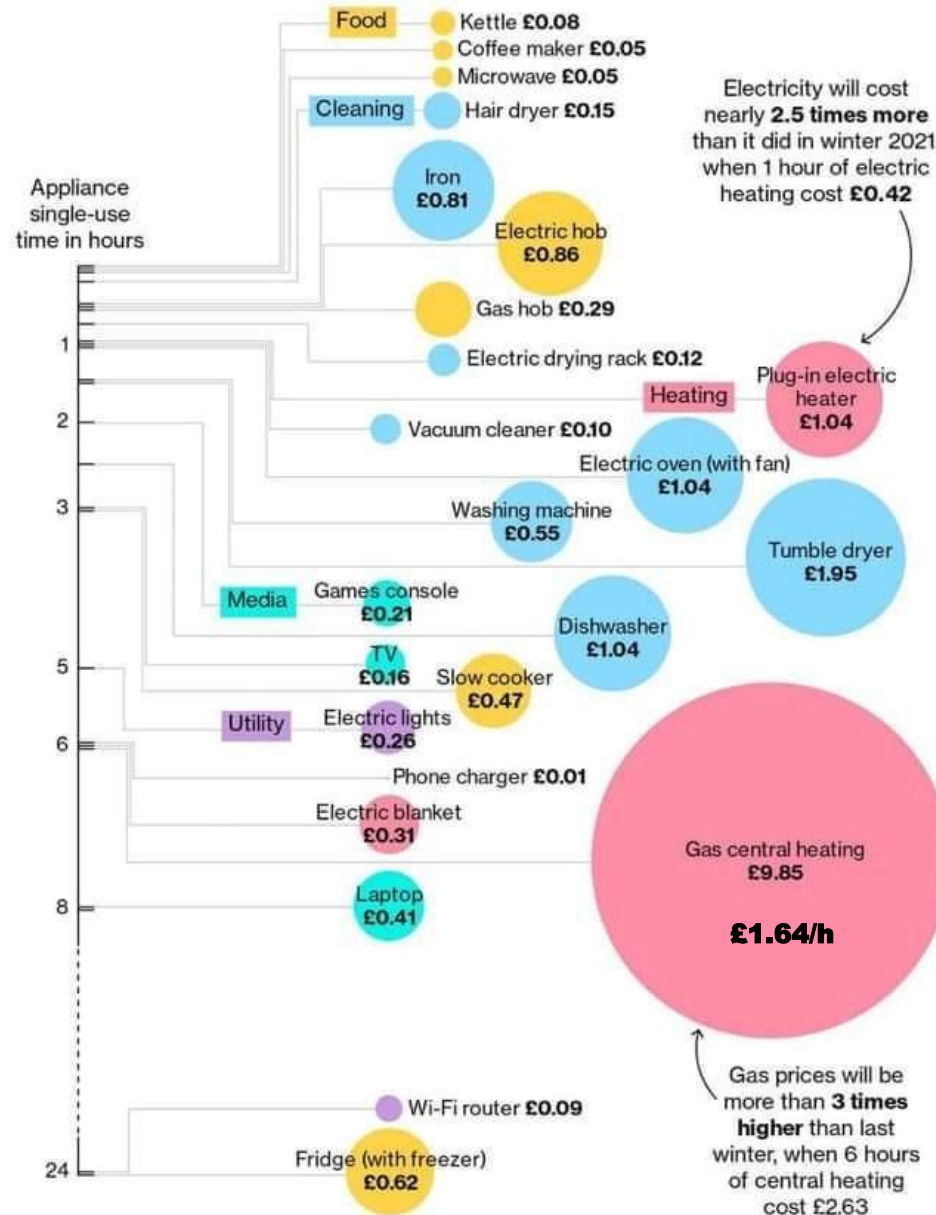 Food
Kettle £0.08
Coffee maker £0.05
Microwave £0.05
Cleaning
Hair dryer £0.15
Electricity will cost
nearly 2.5 times more
than it did in winter 2021
when 1 hour of electric
heating cost £0.42
Appliance
single-use
time in hours
Iron
£0.81
Electric hob
£0.86
Gas hob £0.29
1
Electric drying rack £0.12
Plug-in electric
heater
£1.04
Heating
2
Vacuum cleaner £0.10
Electric oven (with fan)
£1.04
3
Washing machine
£0.55
Tumble dryer
£1.95
Media
Games console
£0.21
Dishwasher
£1.04
5
TV
£0.16
Slow cooker
£0.47
Utility
Electric lights
£0.26
6
Phone charger £0.01
Electric blanket
£0.31
Gas central heating
£9.85
£1.64/h
8
Laptop
£0.41
Gas prices will be
more than 3 times
higher than last
winter, when 6 hours
of central heating
cost £2.63
Wi-Fi router £0.09
24
Fridge (with freezer)
£0.62